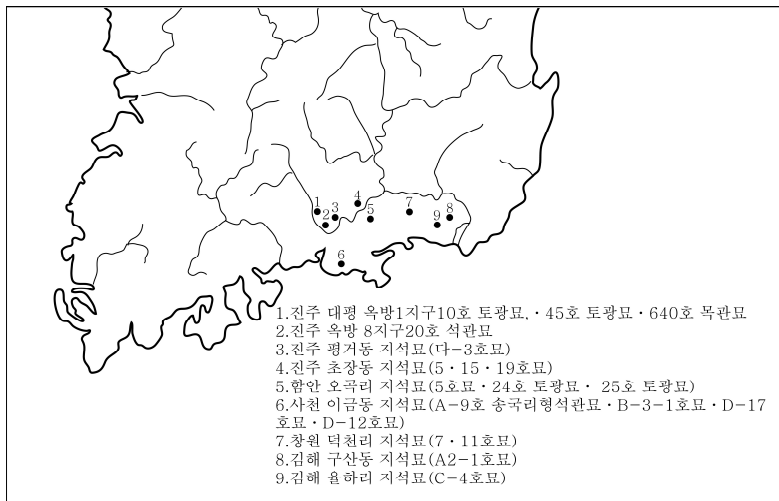 1
2
3
4
5
6
7
8
9
1.진주 대평 옥방1지구10호 토광묘,·45호 토광묘·640호 목관묘
2.진주 옥방 8지구20호 석관묘
3.진주 평거동 지석묘(다-3호묘)
4.진주 초장동 지석묘(5·15·19호묘)
5.함안 오곡리 지석묘(5호묘·24호 토광묘· 25호 토광묘)
6.사천 이금동 지석묘(A-9호 송국리형석관묘·B-3-1호묘·D-17
호묘·D-12호묘)
7.창원 덕천리 지석묘(7·11호묘)
8.김해 구산동 지석묘(A2-1호묘)
9.김해 율하리 지석묘(C-4호묘)